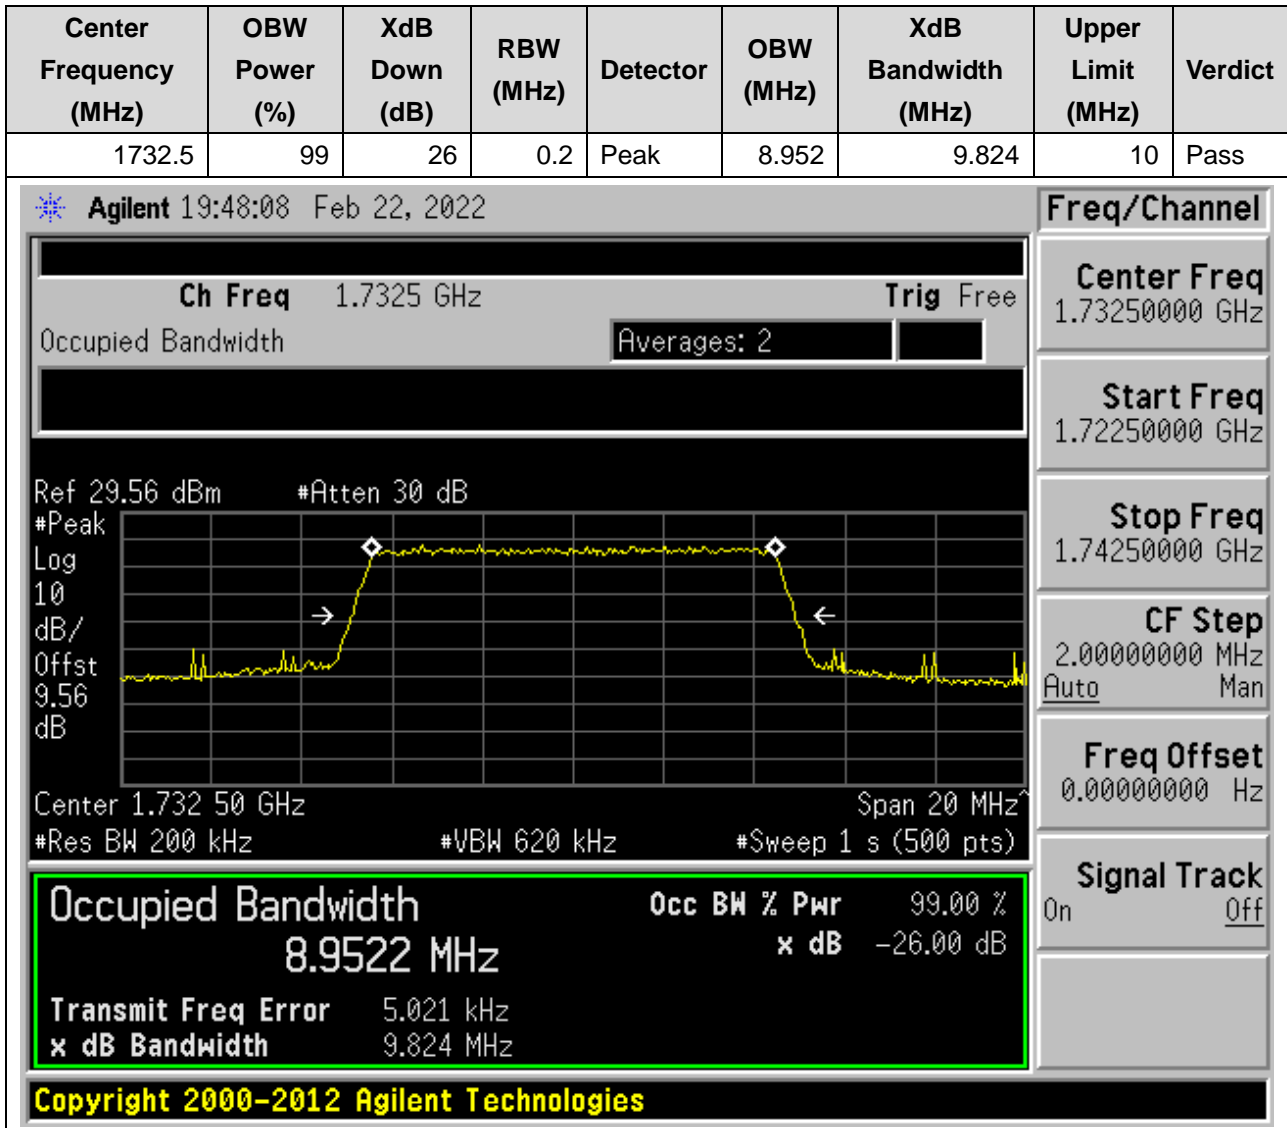 Center Frequency (MHz) OBW Power (%) XdB Down (dB) RBW (MHz) Detector OBW (MHz) XdB Bandwidth (MHz) Upper Limit (MHz) Verdict
1732.5 99 26 0.2 Peak 8.952 9.824 10 Pass
Agilent 19:48:08 Feb 22, 2022
Freq/Channel
Ch Freq 1.7325 GHz Trig Free
Occupied Bandwidth Averages: 2
Center Freq
1.73250000 GHz
Start Freq
1.72250000 GHz
Stop Freq
1.74250000 GHz
CF Step
2.00000000 MHz
Auto Man
Freq Offset
0.00000000 Hz
Signal Track
On Off
Ref 29.56 dBm #Atten 30 dB
#Peak
Log
10
dB/
Offst
9.56
dB
Center 1.732 50 GHz Span 20 MHz^
#Res BW 200 kHz #VBW 620 kHz #Sweep 1 s (500 pts)
Occupied Bandwidth Occ BW % Pwr 99.00 %
8.9522 MHz x dB -26.00 dB
Transmit Freq Error 5.021 kHz
x dB Bandwidth 9.824 MHz
Copyright 2000-2012 Agilent Technologies